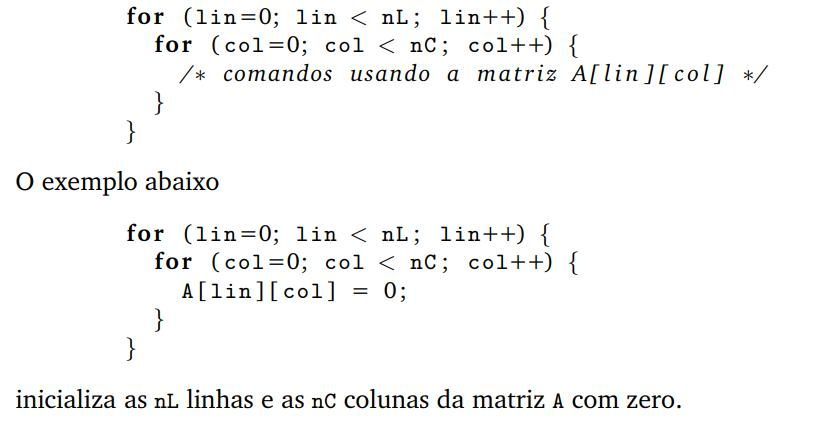 for (lin=0; lin < nL; lin++) {
for (col=0; col < nC; col++) {
/* comandos usando a matriz A[lin][col] */
}
}
O exemplo abaixo
for (lin=0; lin < nL; lin++) {
for (col=0; col < nC; col++) {
A[lin][col] = 0;
}
}
inicializa as nL linhas e as nC colunas da matriz A com zero.